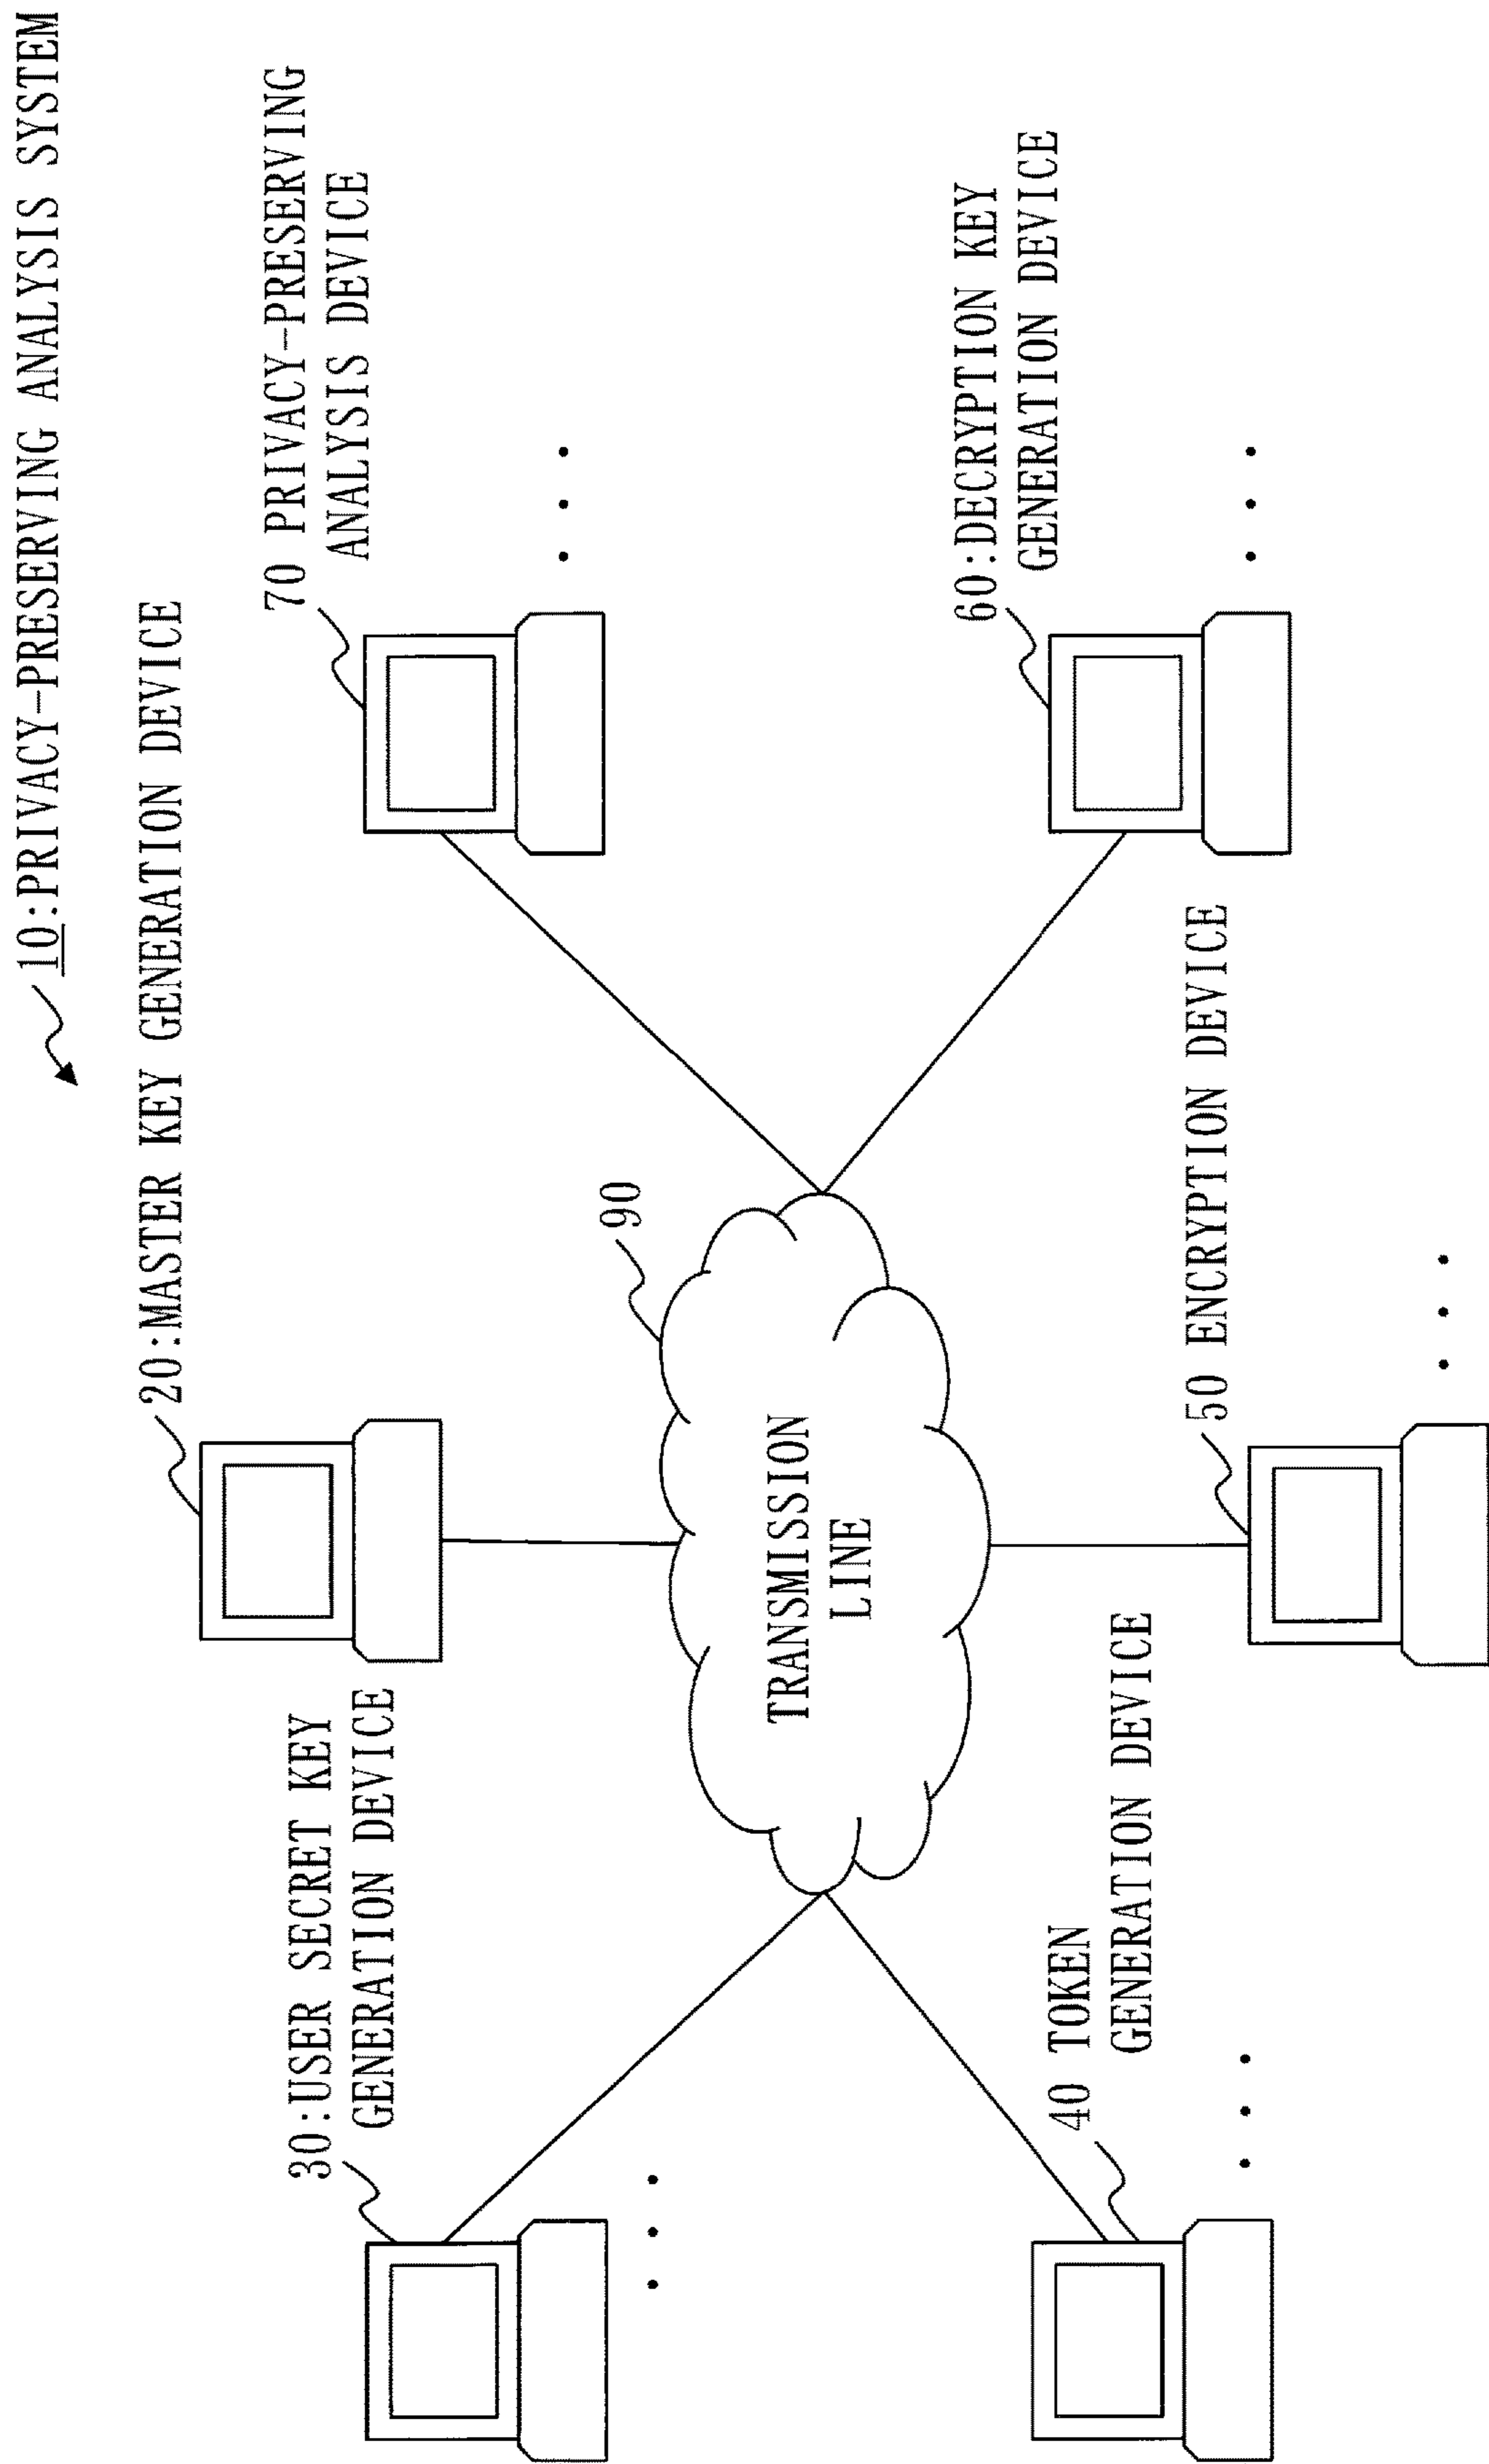 10:PRIVACY-PRESERVING ANALYSIS SYSTEM
20:MASTER KEY GENERATION DEVICE
30:USER SECRET KEY
GENERATION DEVICE
70 PRIVACY-PRESERVING
ANALYSIS DEVICE
90
TRANSMISSION
LINE
40 TOKEN
GENERATION DEVICE
50 ENCRYPTION DEVICE
60:DECRYPTION KEY
GENERATION DEVICE